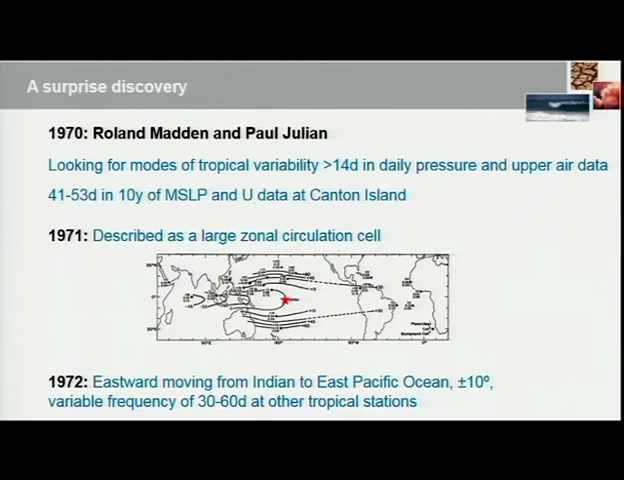 A surprise discovery
1970: Roland Madden and Paul Julian
Looking for modes of tropical variability >14d in daily pressure and upper air data
41-53d in 10y of MSLP and U data at Canton Island
1971: Described as a large zonal circulation cell
1972: Eastward moving from Indian to East Pacific Ocean, ±10º,
variable frequency of 30-60d at other tropical stations